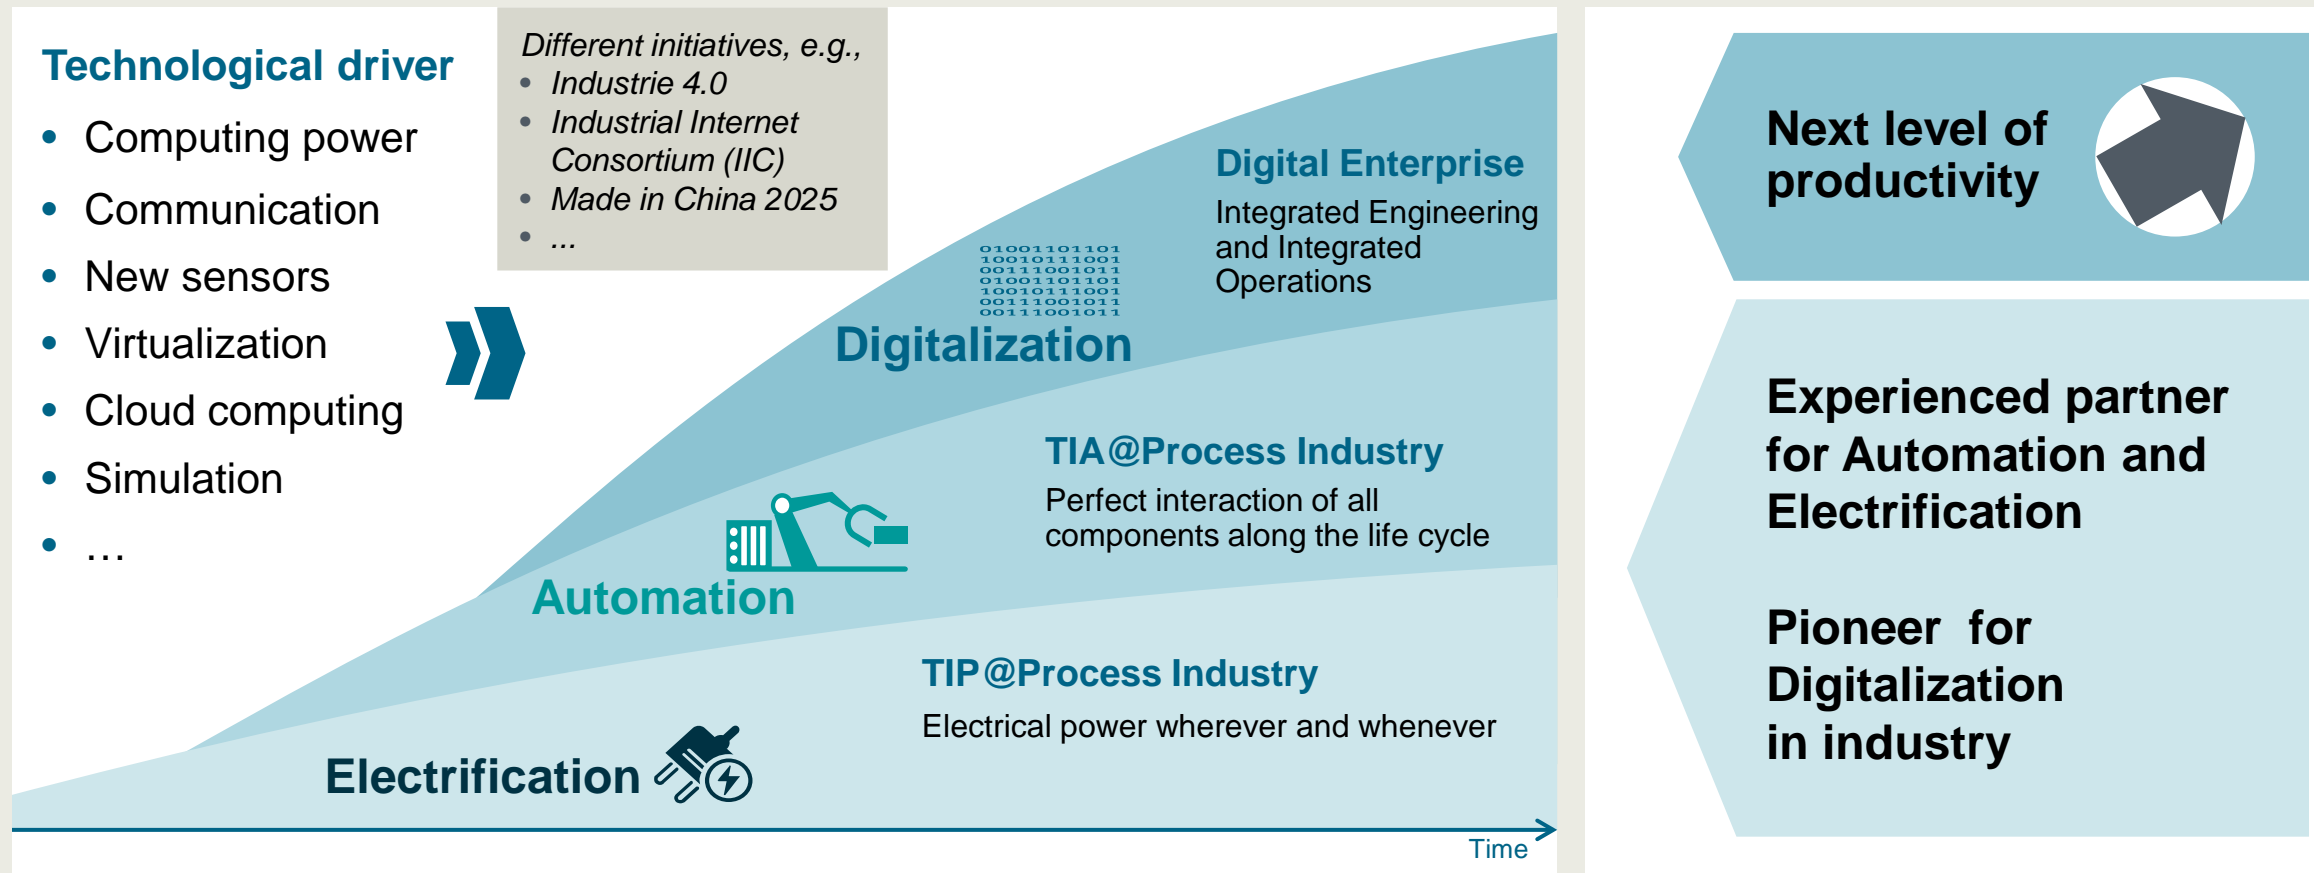 Technological driver
• Computing power
• Communication
• New sensors
• Virtualization
• Cloud computing
• Simulation
• …
Different initiatives, e.g.,
• Industrie 4.0
• Industrial Internet
Consortium (IIC)
• Made in China 2025
• ...
01001101101
10010111001
00111001011
01001101101
10010111001
00111001011
00111001011
Digitalization
Digital Enterprise
Integrated Engineering
and Integrated
Operations
Automation
TIA@Process Industry
Perfect interaction of all
components along the life cycle
Electrification
TIP@Process Industry
Electrical power wherever and whenever
Time
Next level of
productivity
Experienced partner
for Automation and
Electrification
Pioneer  for
Digitalization
in industry